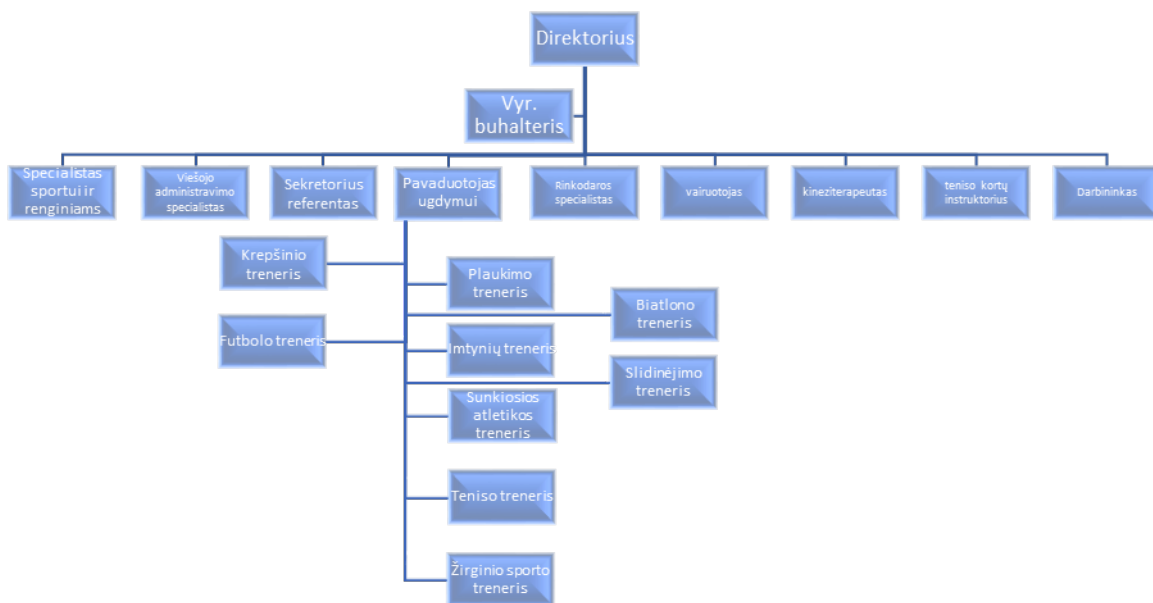 Direktorius
Vyr.
buhalteris
Specialistas
sportui ir
renginiams
Viešojo
administravimo
specialistas
Sekretorius
referentas
Pavaduotojas
ugdymui
Rinkodaros
specialistas
vairuotojas
kineziterapeutas
teniso kortų
instruktorius
Darbininkas
Krepšinio
treneris
Plaukimo
treneris
Biatlono
treneris
Futbolo treneris
Imtynių treneris
Slidinėjimo
treneris
Sunkiosios
atletikos
treneris
Teniso treneris
Žirginio sporto
treneris